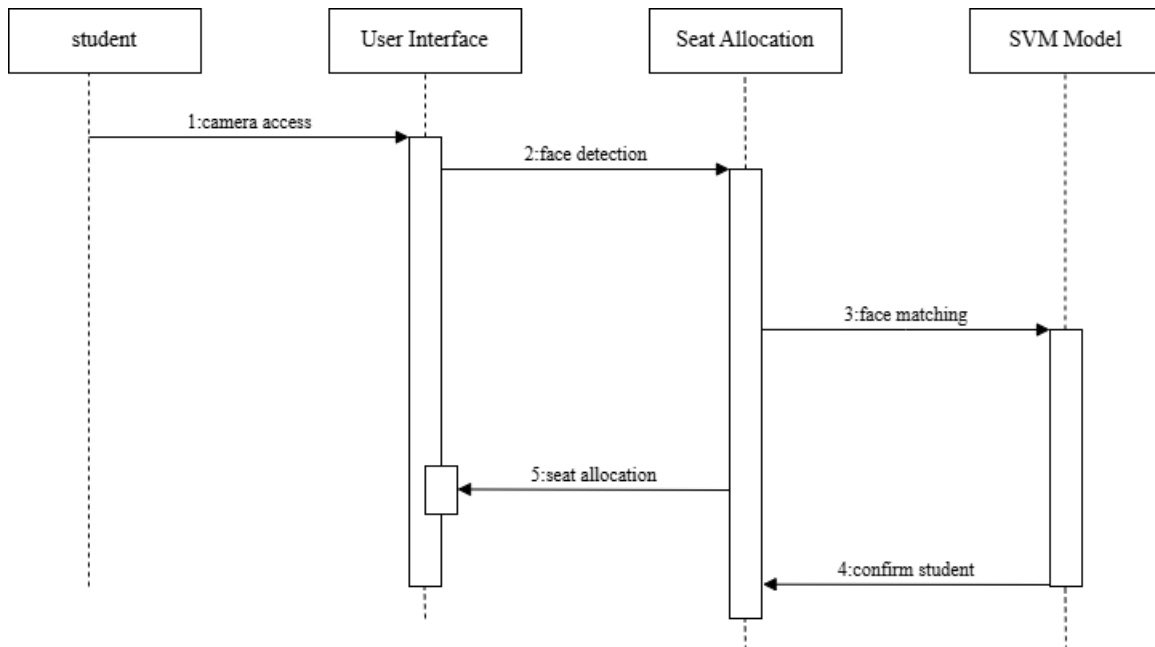 student
User Interface
Seat Allocation
SVM Model
1:camera access
2:face detection
3:face matching
5:seat allocation
4:confirm student